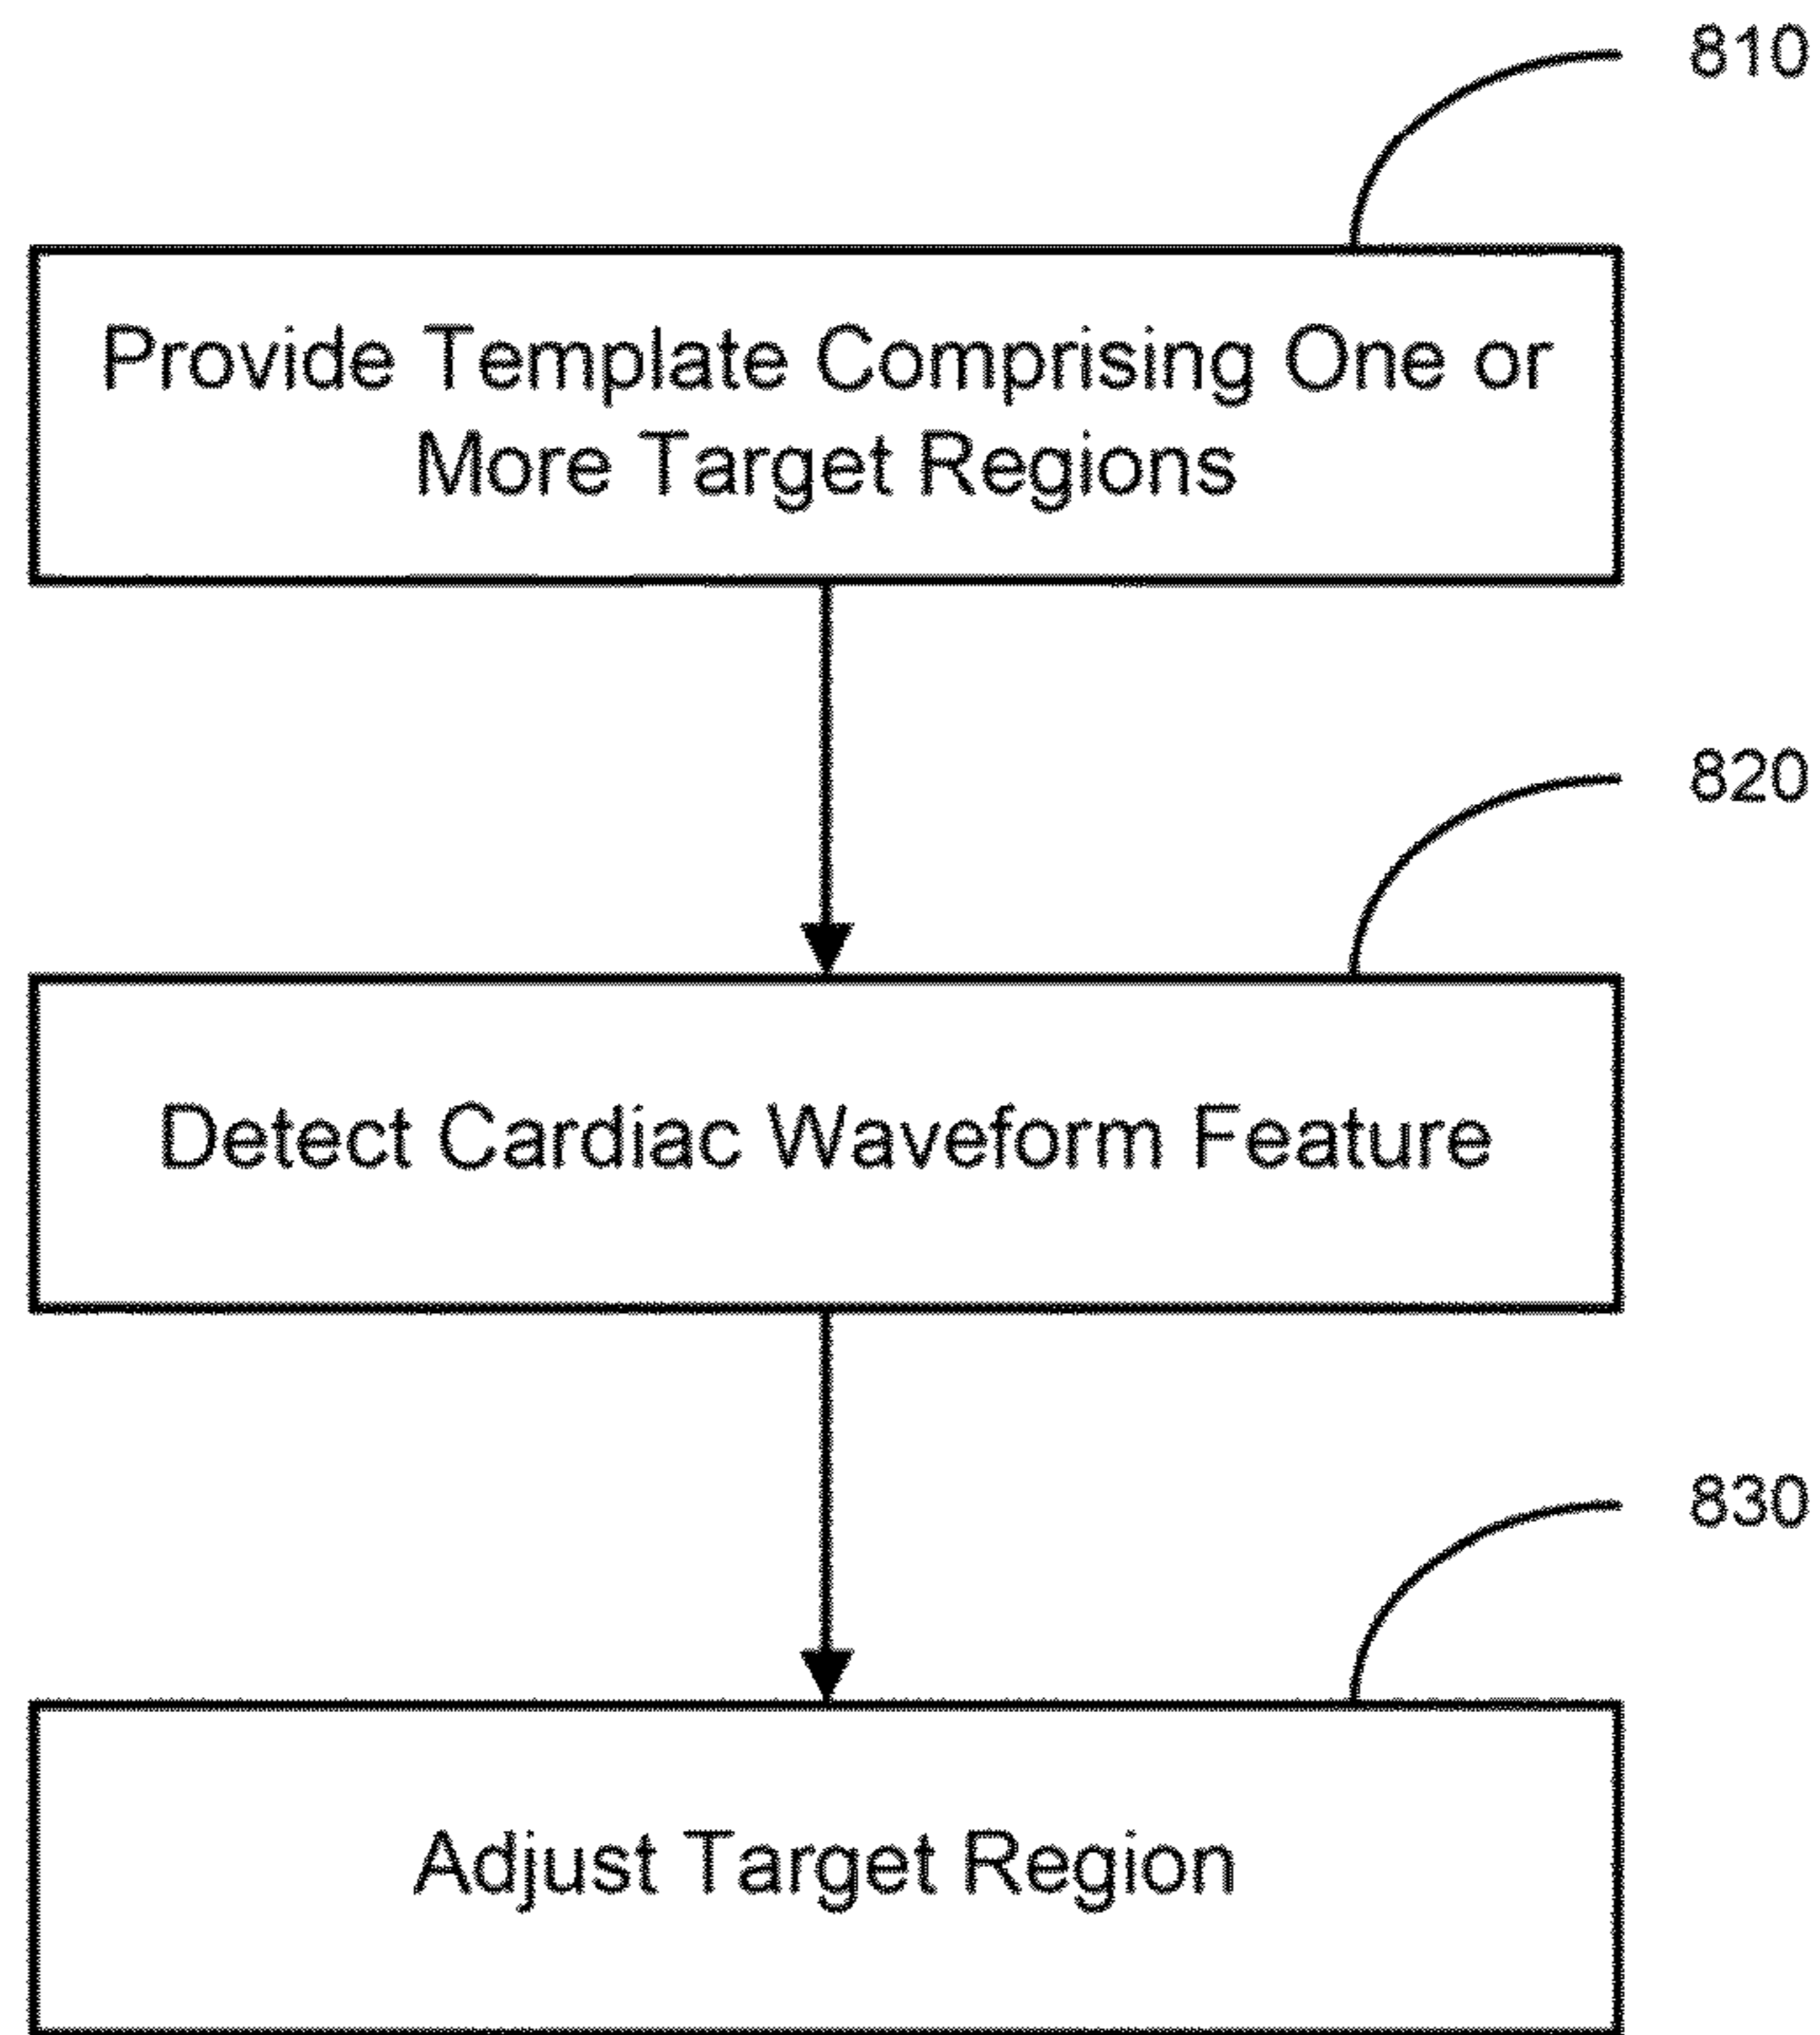 810
Provide Template Comprising One or
More Target Regions
820
Detect Cardiac Waveform Feature
830
Adjust Target Region